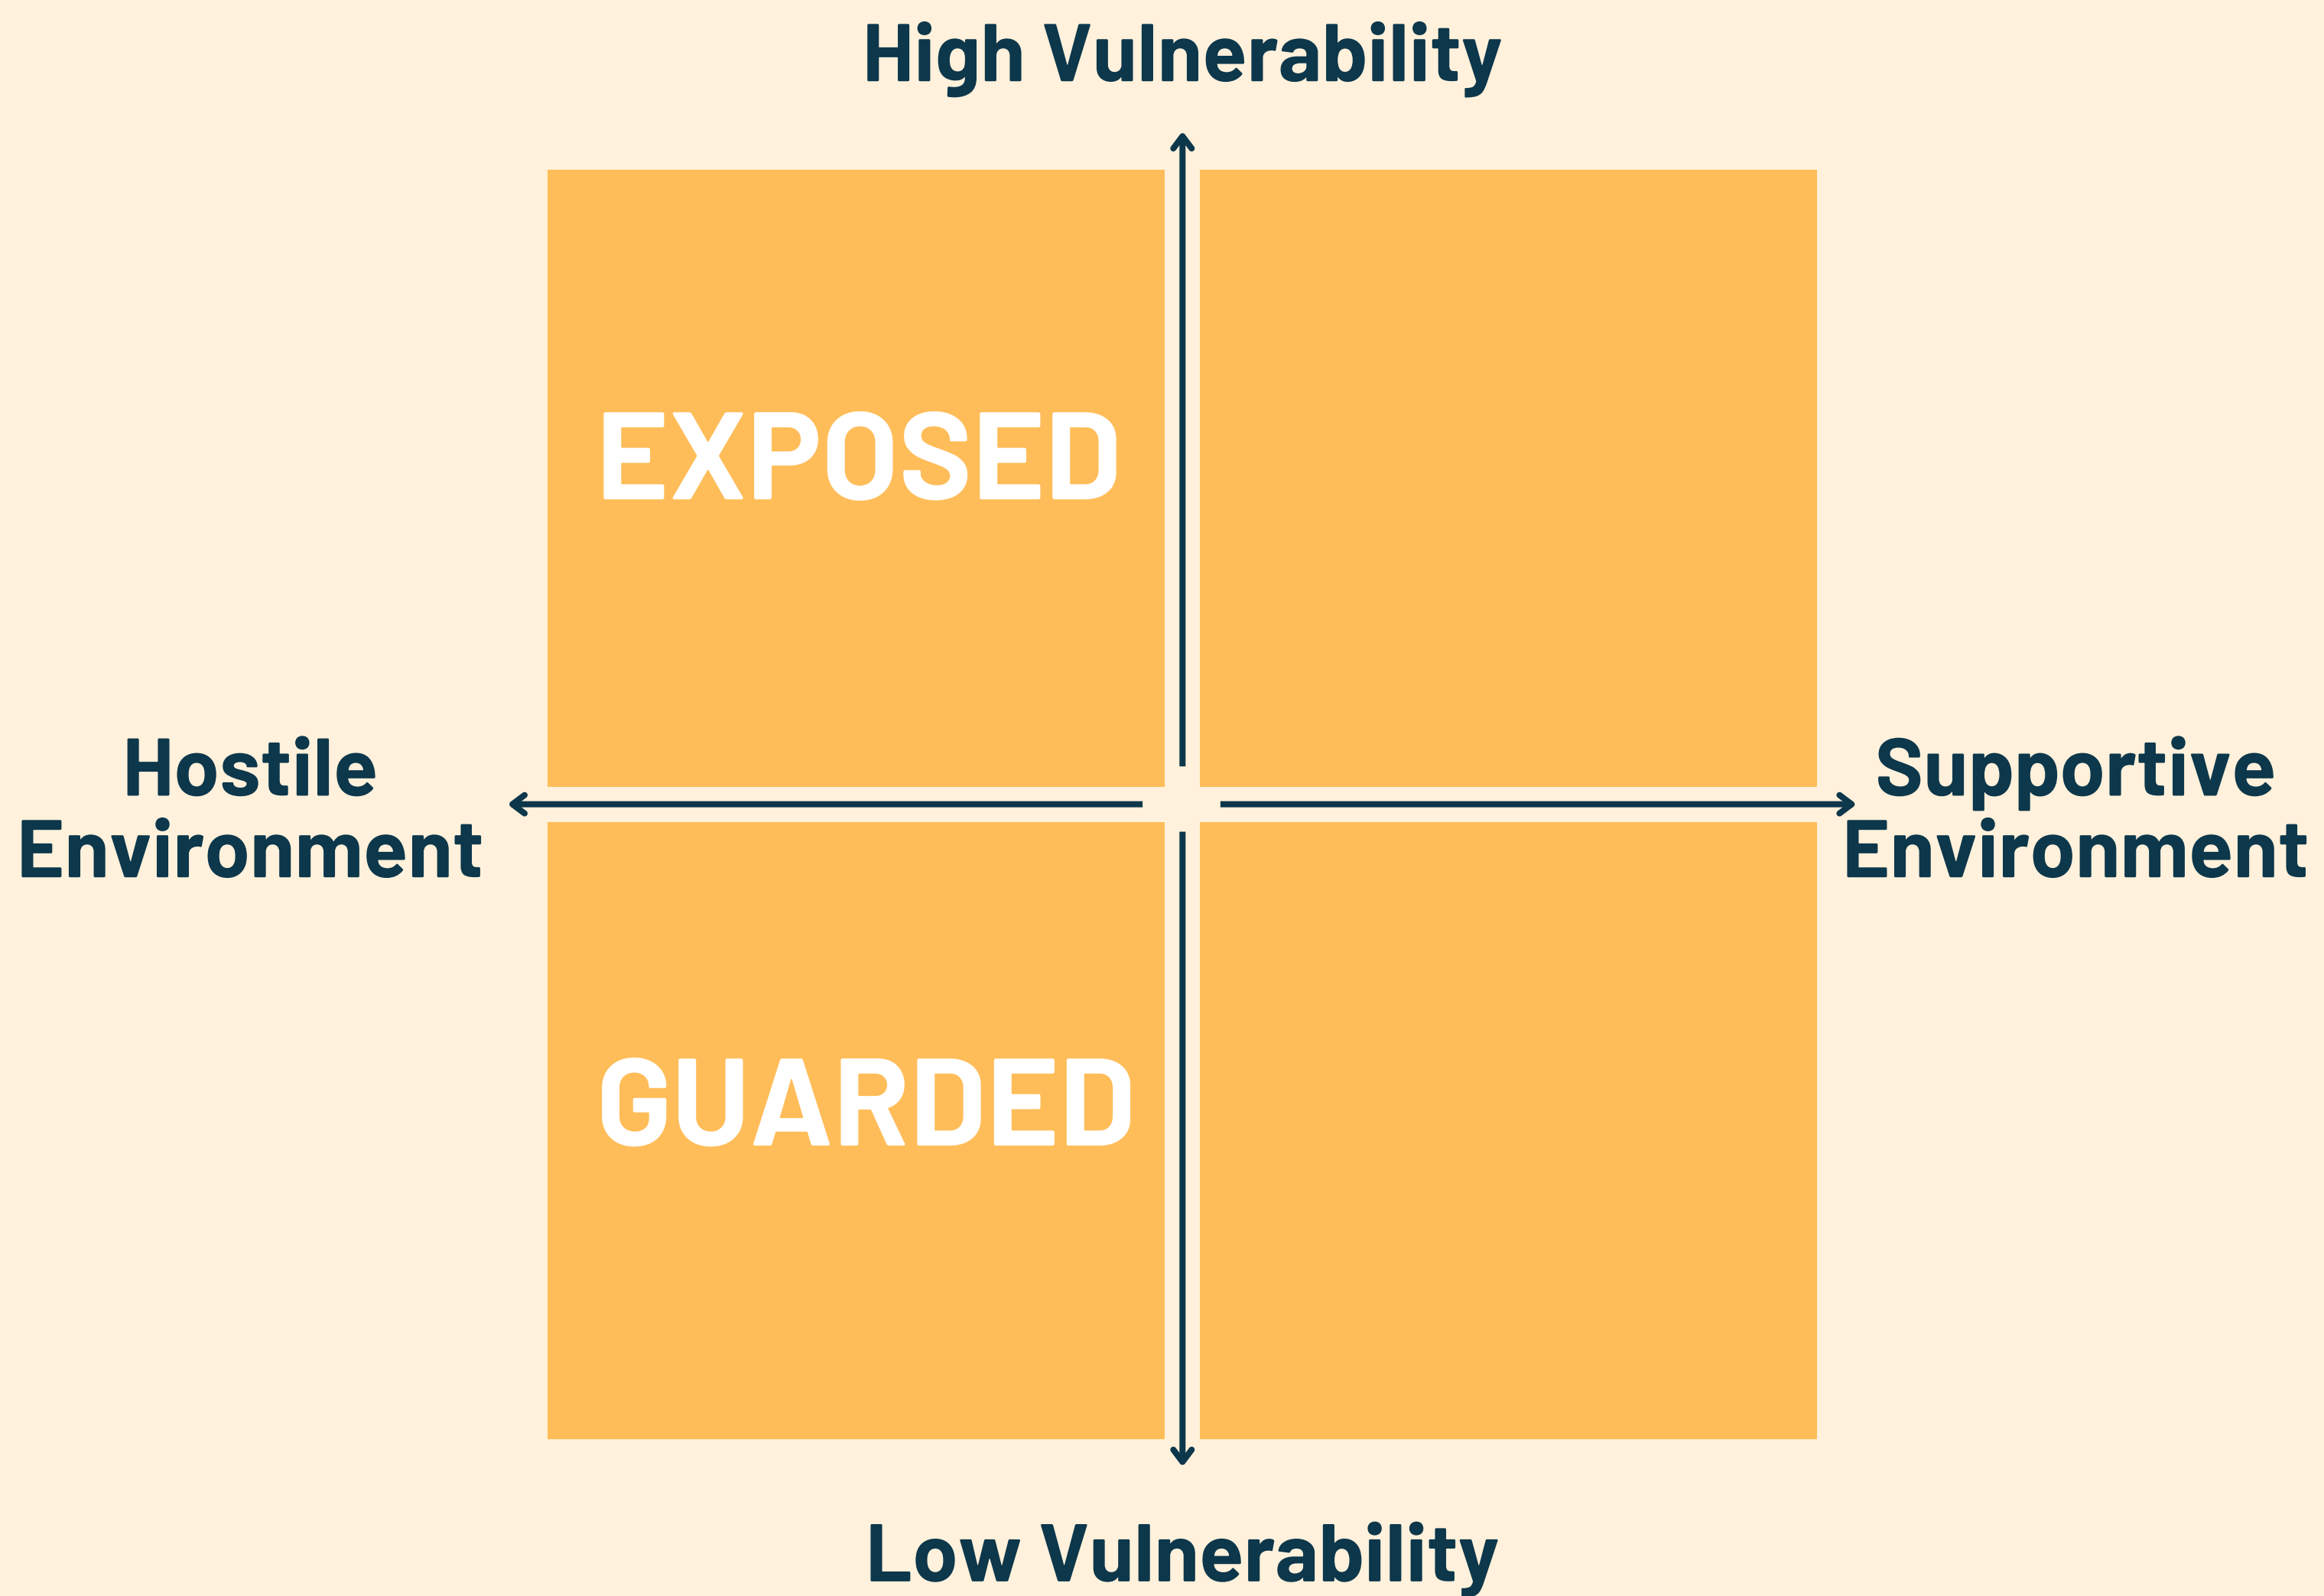 High Vulnerability
EXPOSED
Hostile
Environment
Supportive
Environment
GUARDED
Low Vulnerability